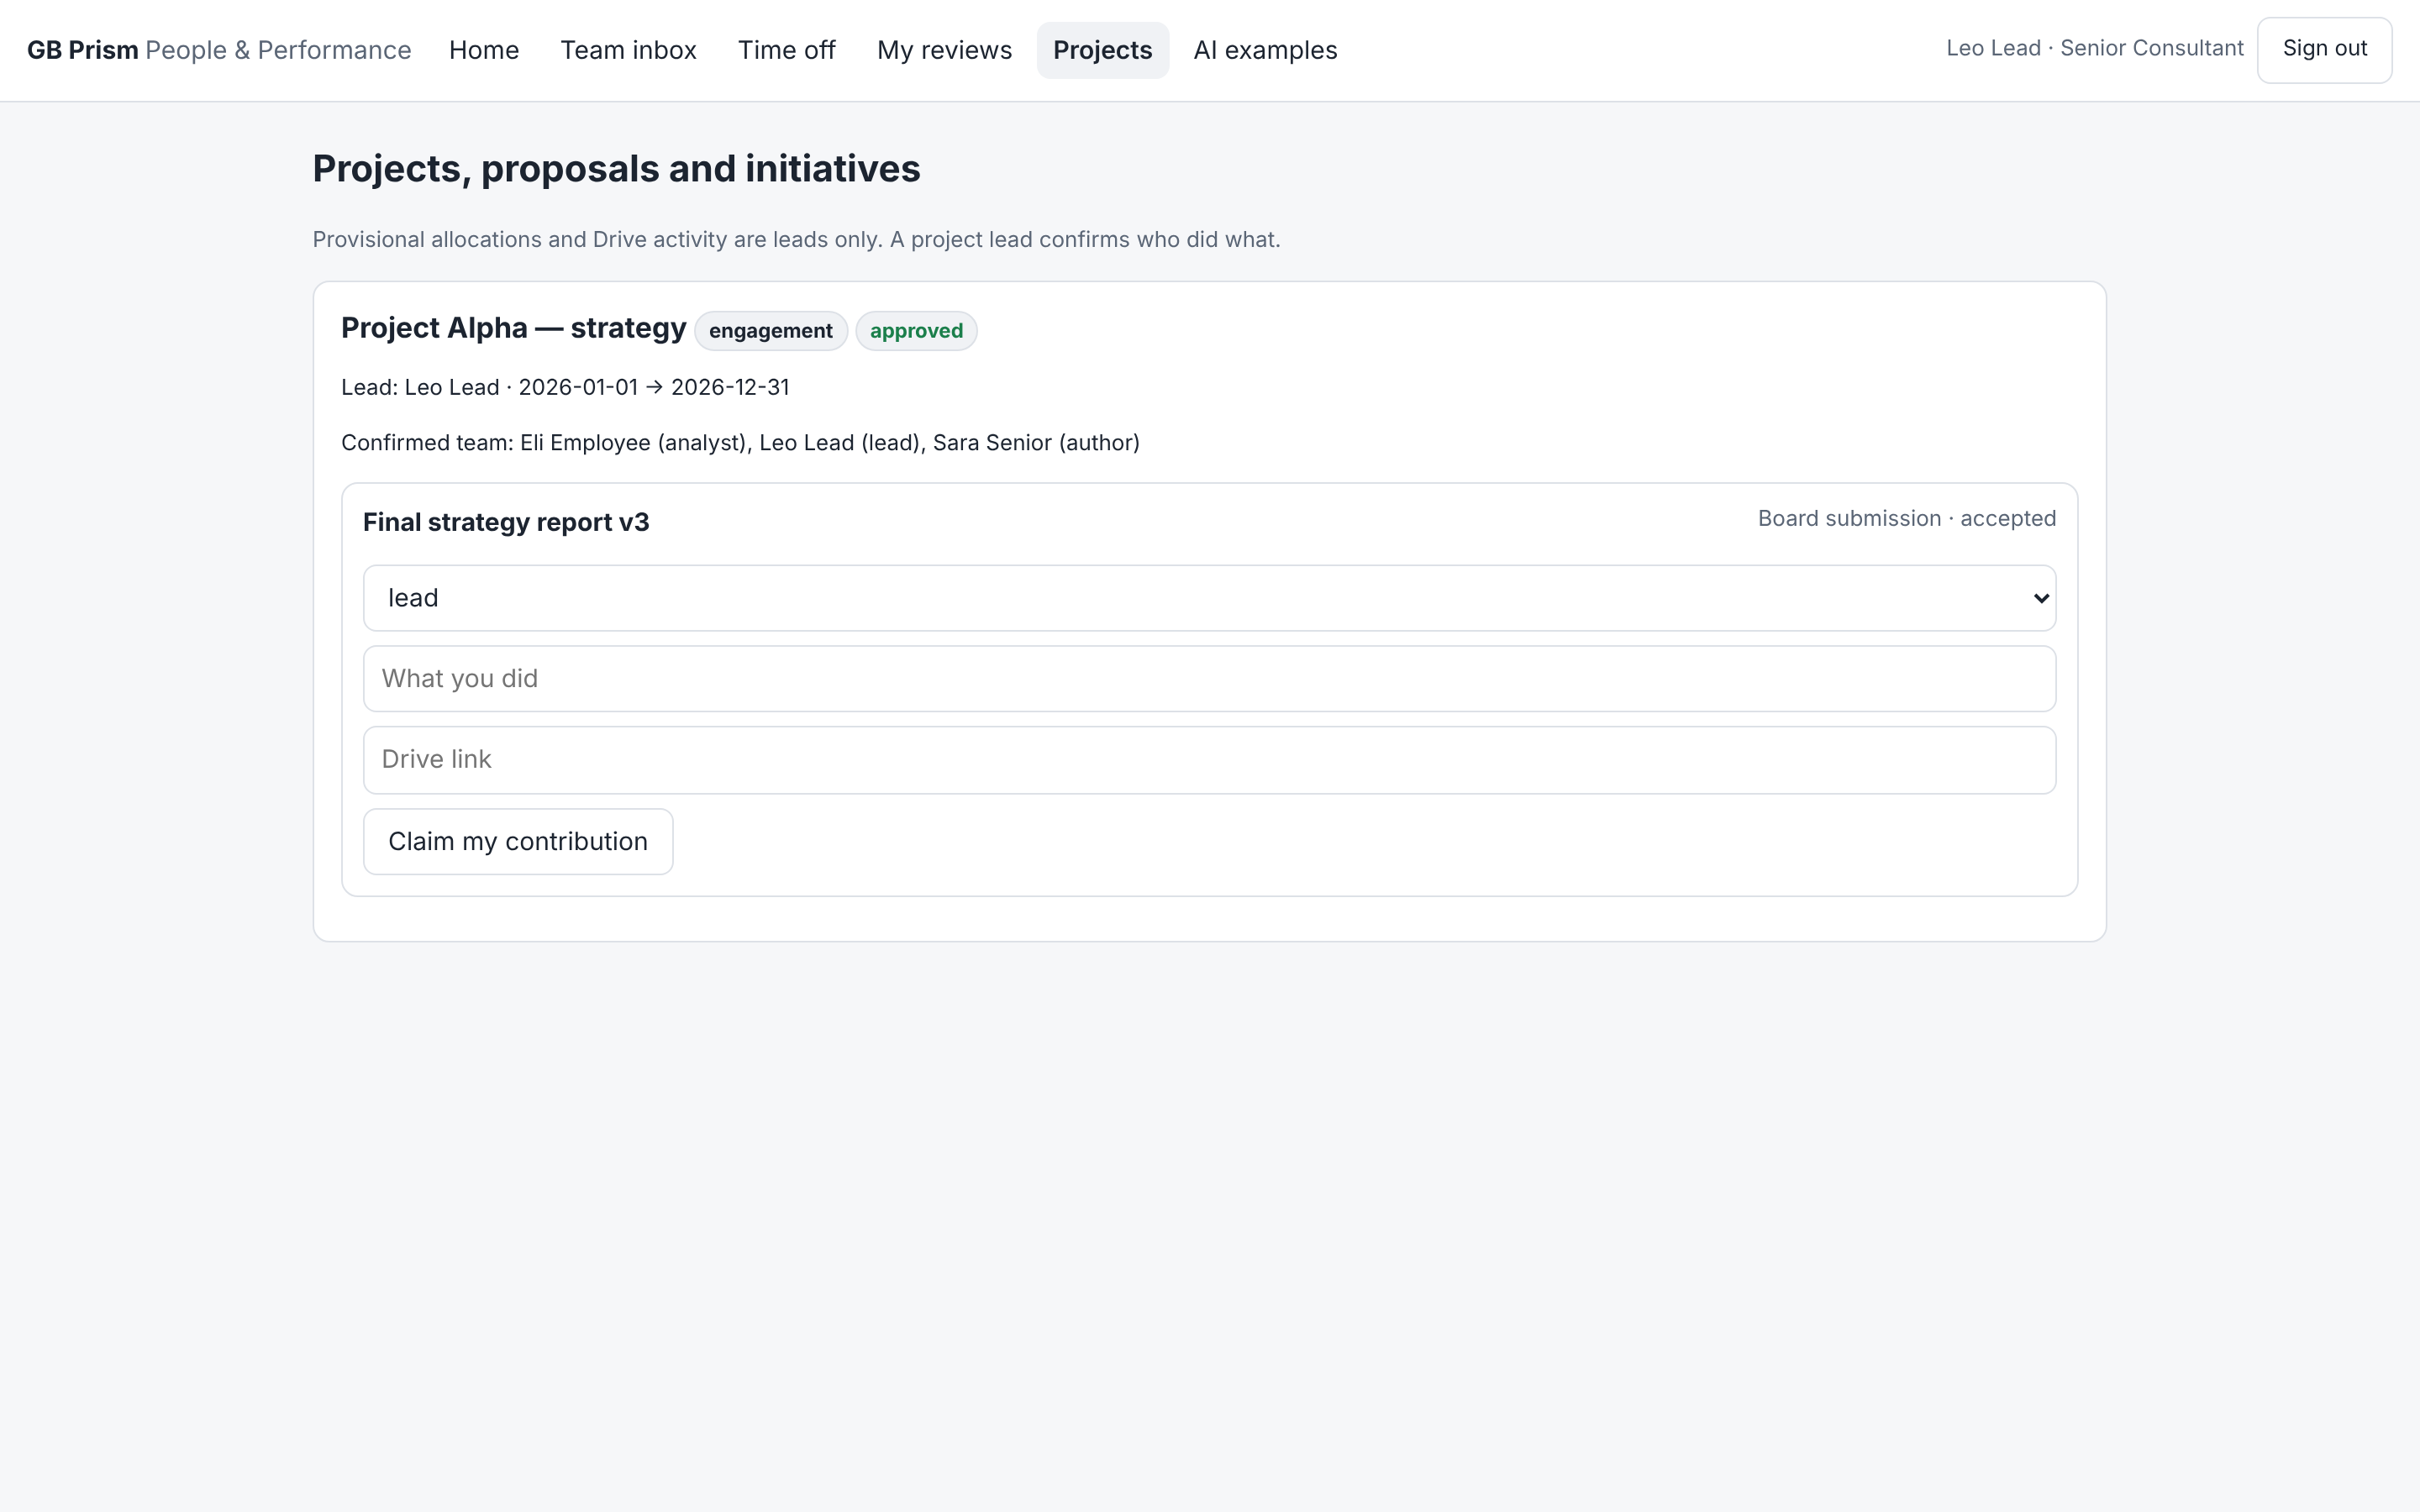 GB Prism People & Performance Home Team inbox Time off My reviews Projects AI examples Leo Lead · Senior Consultant Sign out
Projects, proposals and initiatives
Provisional allocations and Drive activity are leads only. A project lead confirms who did what.
Project Alpha — strategy engagement approved
Lead: Leo Lead · 2026-01-01 → 2026-12-31
Confirmed team: Eli Employee (analyst), Leo Lead (lead), Sara Senior (author)
Final strategy report v3 Board submission · accepted
lead
What you did
Drive link
Claim my contribution